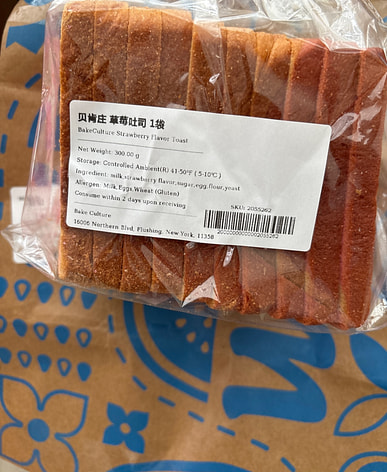 贝肯庄 草莓吐司 1袋
BakeCulture Strawberry Flavor Toast
Net Weight: 300.00 g
Storage: Controlled Ambient(R) 41-50°F ( 5-10°C )
Ingredient: milk,strawberry flavor,sugar,egg,flour,yeast
Allergen: Milk,Eggs,Wheat (Gluten)
Consume within 2 days upon receiving
SKU: 2055262
Bake Culture
16006 Northern Blvd, Flushing, New York, 11358